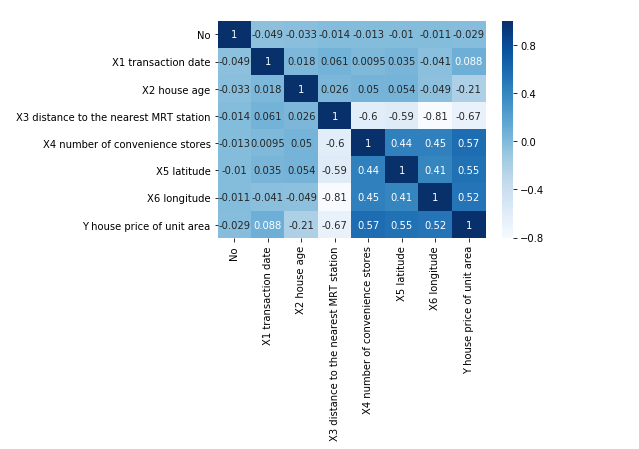 No 1 -0.049 -0.033 -0.014 -0.013 -0.01 -0.011 -0.029
X1 transaction date -0.049 1 0.018 0.061 0.0095 0.035 -0.041 0.088
X2 house age -0.033 0.018 1 0.026 0.05 0.054 -0.049 -0.21
X3 distance to the nearest MRT station -0.014 0.061 0.026 1 -0.6 -0.59 -0.81 -0.67
X4 number of convenience stores -0.013 0.0095 0.05 -0.6 1 0.44 0.45 0.57
X5 latitude -0.01 0.035 0.054 -0.59 0.44 1 0.41 0.55
X6 longitude -0.011 -0.041 -0.049 -0.81 0.45 0.41 1 0.52
Y house price of unit area -0.029 0.088 -0.21 -0.67 0.57 0.55 0.52 1
No
X1 transaction date
X2 house age
X3 distance to the nearest MRT station
X4 number of convenience stores
X5 latitude
X6 longitude
Y house price of unit area
0.8
0.4
0.0
-0.4
-0.8